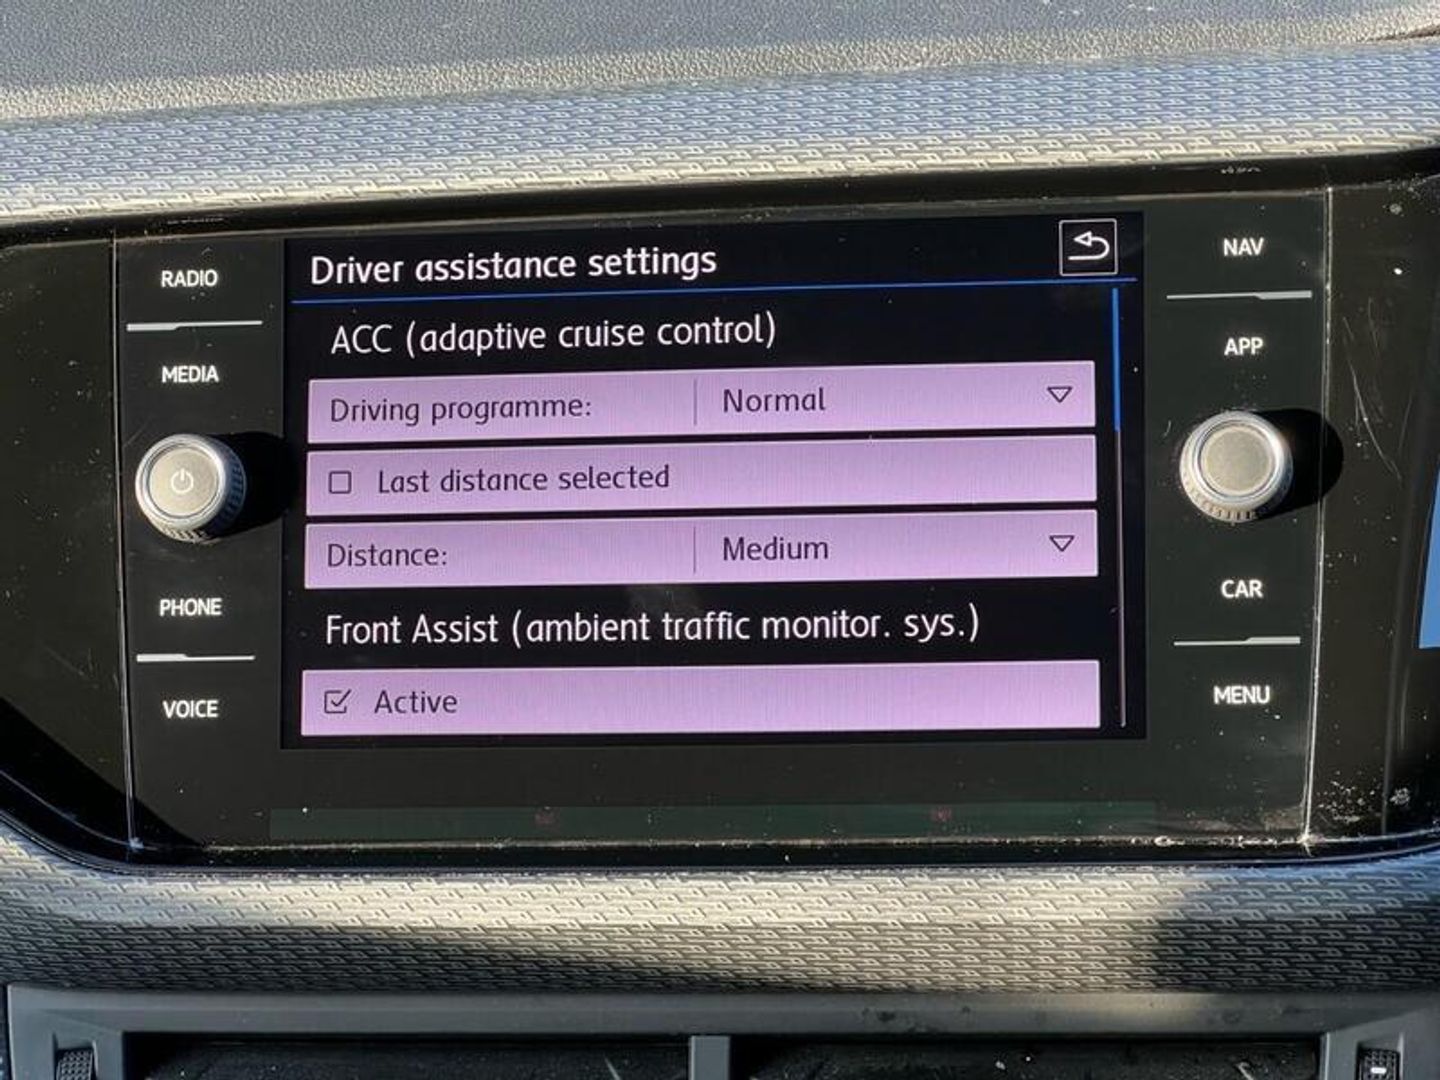 Driver assistance settings
ACC (adaptive cruise control)
Driving programme: Normal
Last distance selected
Distance: Medium
Front Assist (ambient traffic monitor. sys.)
Active
RADIO
MEDIA
PHONE
VOICE
NAV
APP
CAR
MENU